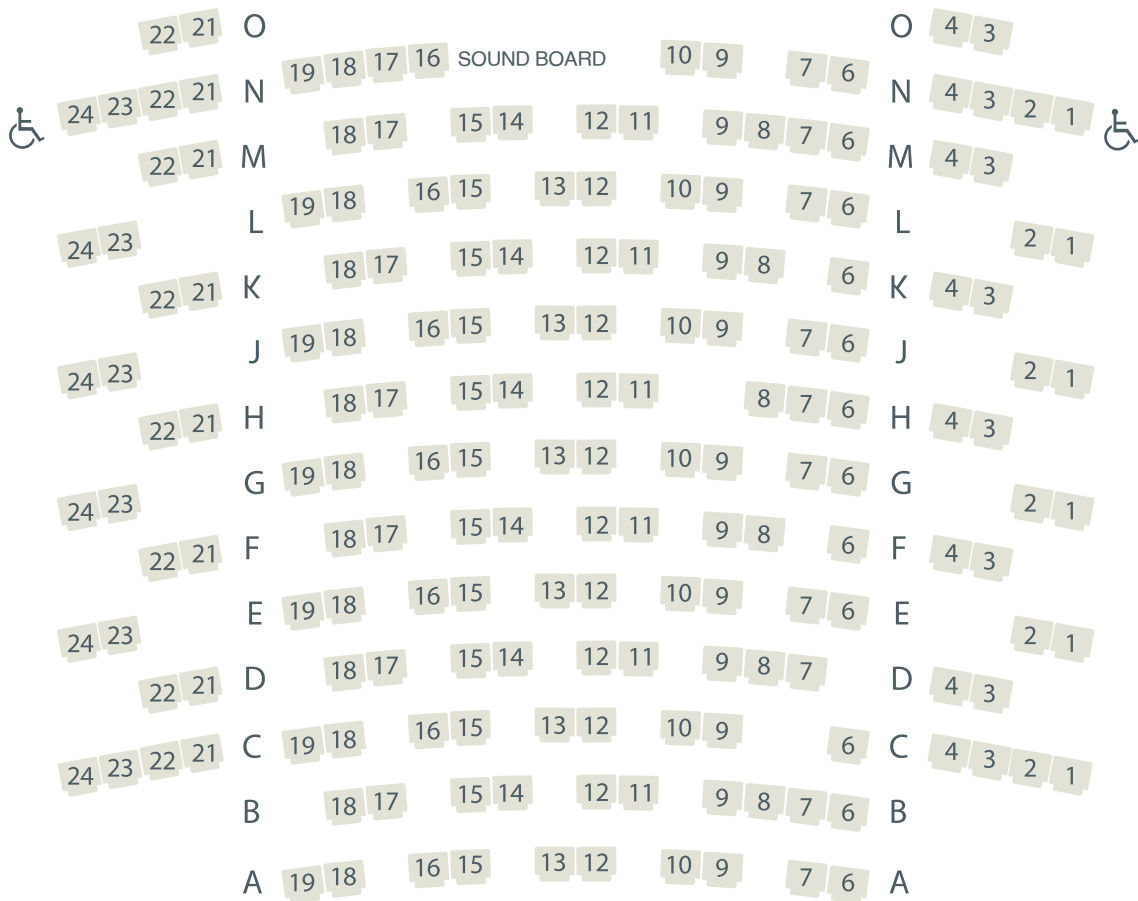 22 21 O O 4 3
24 23 22 21 N 19 18 17 16 SOUND BOARD 10 9 7 6 N 4 3 2 1
22 21 M 18 17 15 14 12 11 9 8 7 6 M 4 3
24 23 L 19 18 16 15 13 12 10 9 7 6 L 2 1
22 21 K 18 17 15 14 12 11 9 8 6 K 4 3
24 23 J 19 18 16 15 13 12 10 9 7 6 J 2 1
22 21 H 18 17 15 14 12 11 8 7 6 H 4 3
24 23 G 19 18 16 15 13 12 10 9 7 6 G 2 1
22 21 F 18 17 15 14 12 11 9 8 6 F 4 3
24 23 E 19 18 16 15 13 12 10 9 7 6 E 2 1
22 21 D 18 17 15 14 12 11 9 8 7 D 4 3
24 23 22 21 C 19 18 16 15 13 12 10 9 6 C 4 3 2 1
B 18 17 15 14 12 11 9 8 7 6 B
A 19 18 16 15 13 12 10 9 7 6 A